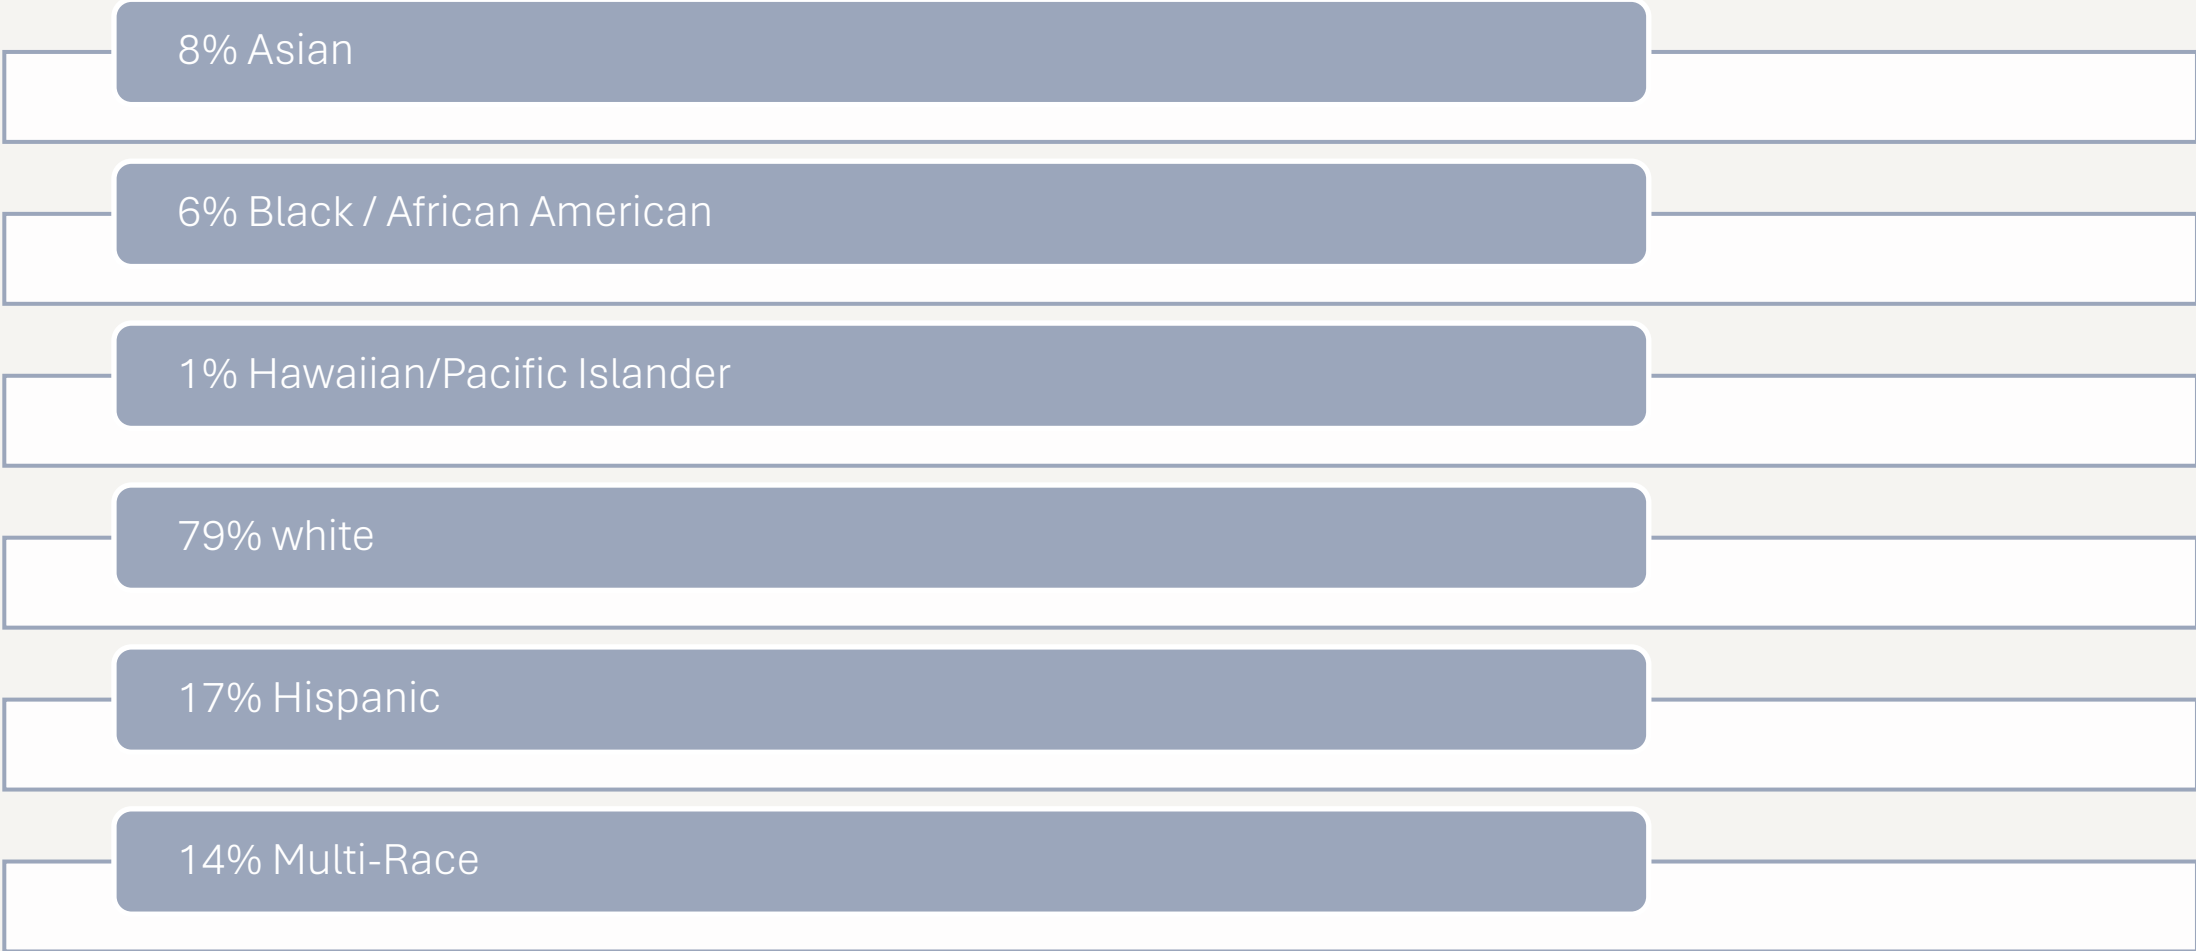 8% Asian
6% Black / African American
1% Hawaiian/Pacific Islander
79% white
17% Hispanic
14% Multi-Race